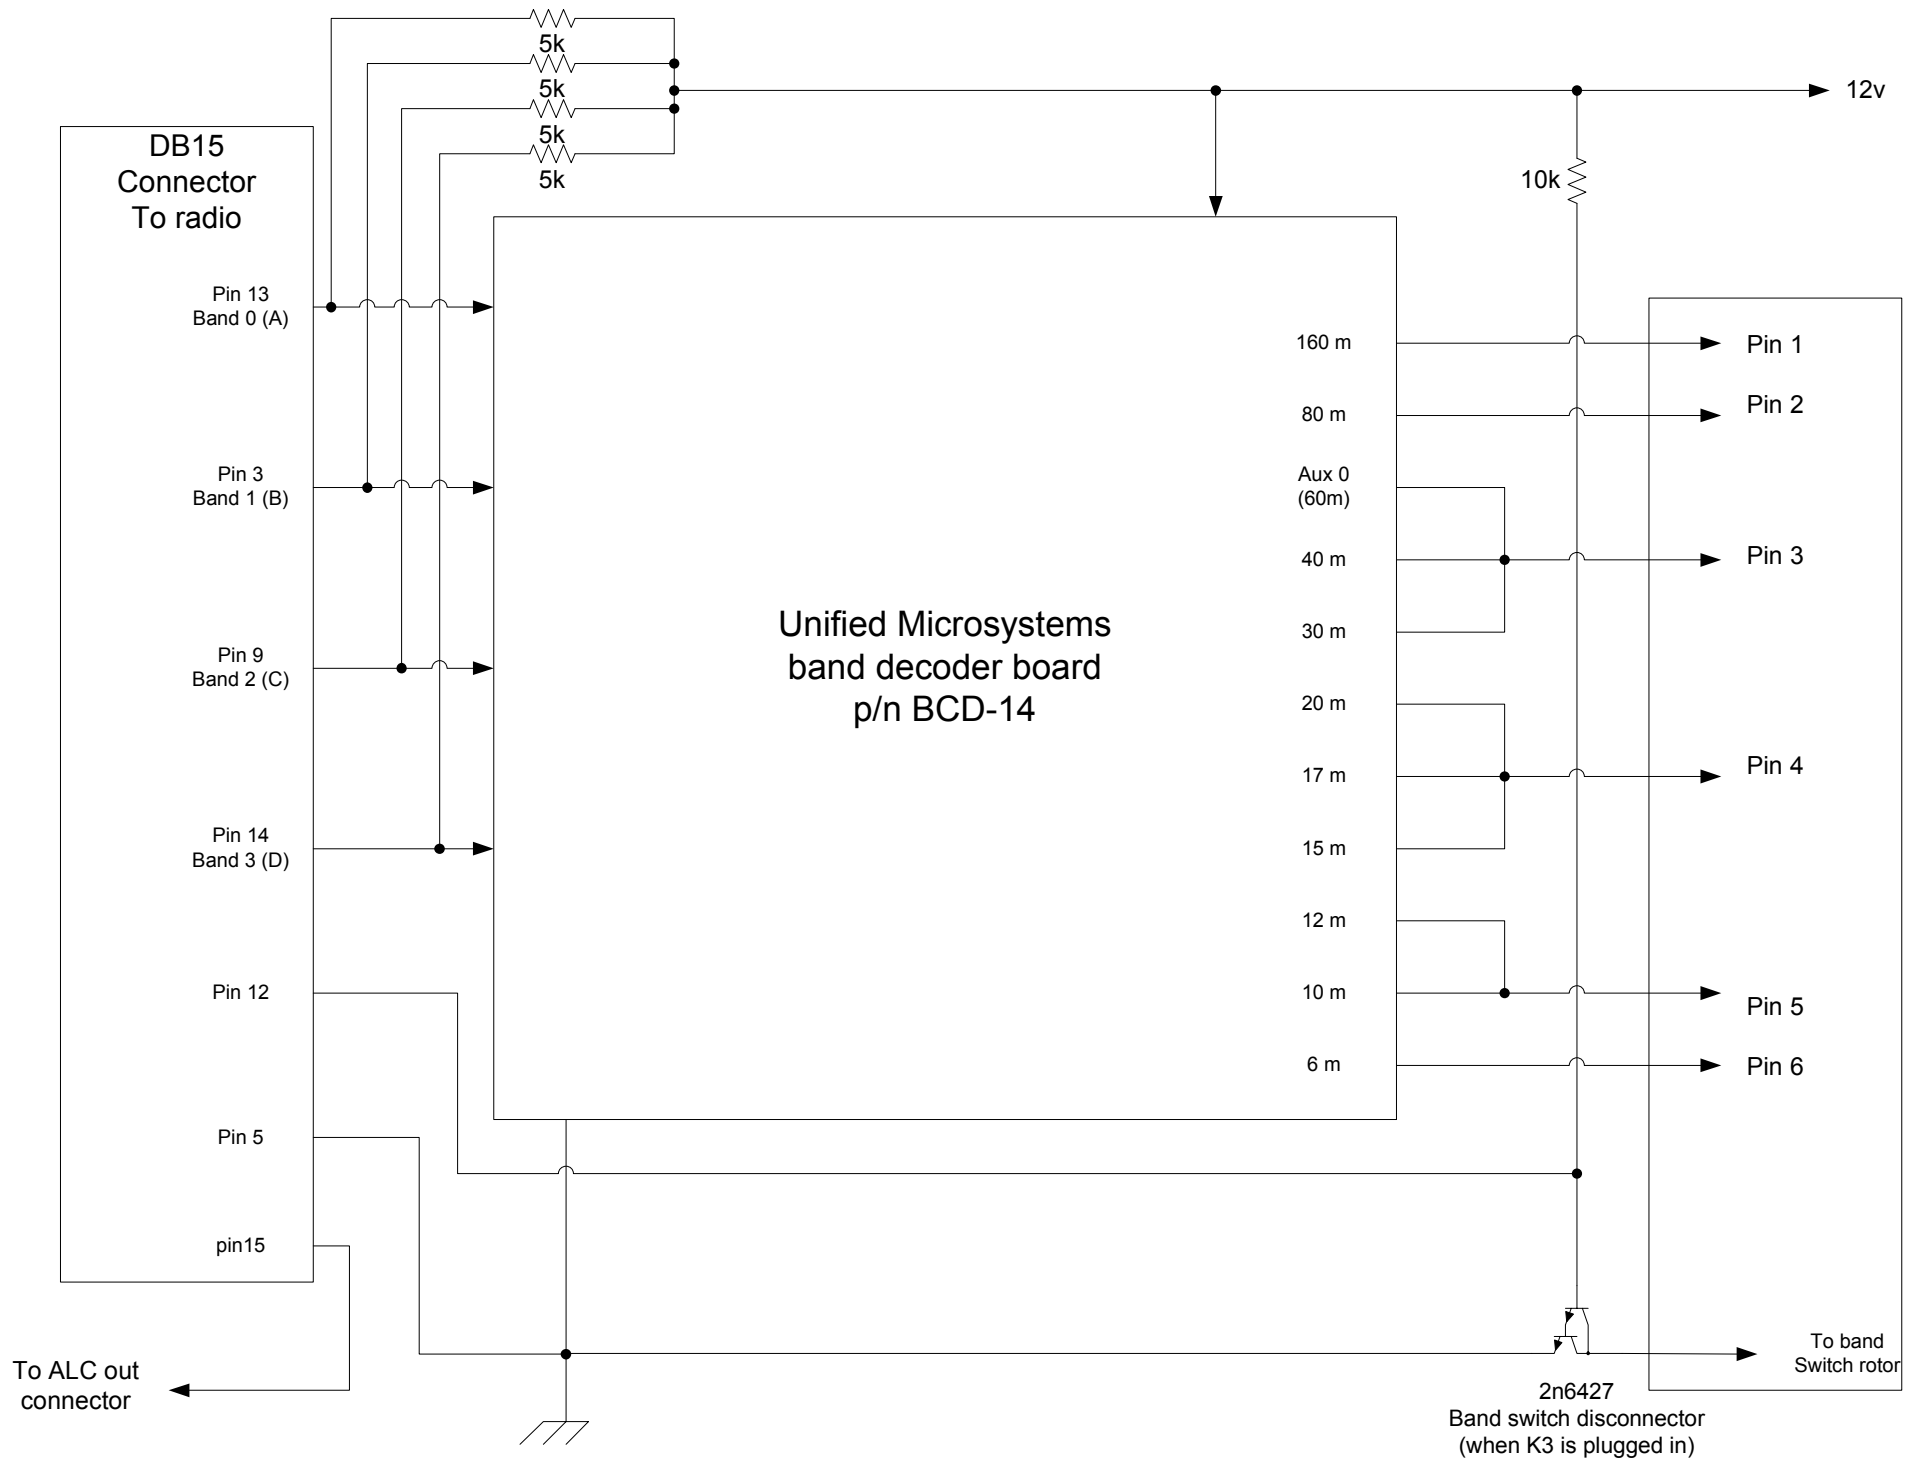 5k
5k
5k
5k
12v
10k
DB15
Connector
To radio
Pin 13
Band 0 (A)
Pin 3
Band 1 (B)
Pin 9
Band 2 (C)
Pin 14
Band 3 (D)
Pin 12
Pin 5
pin15
To ALC out
connector
Unified Microsystems
band decoder board
p/n BCD-14
160 m
80 m
Aux 0
(60m)
40 m
30 m
20 m
17 m
15 m
12 m
10 m
6 m
Pin 1
Pin 2
Pin 3
Pin 4
Pin 5
Pin 6
To band
Switch rotor
2n6427
Band switch disconnector
(when K3 is plugged in)